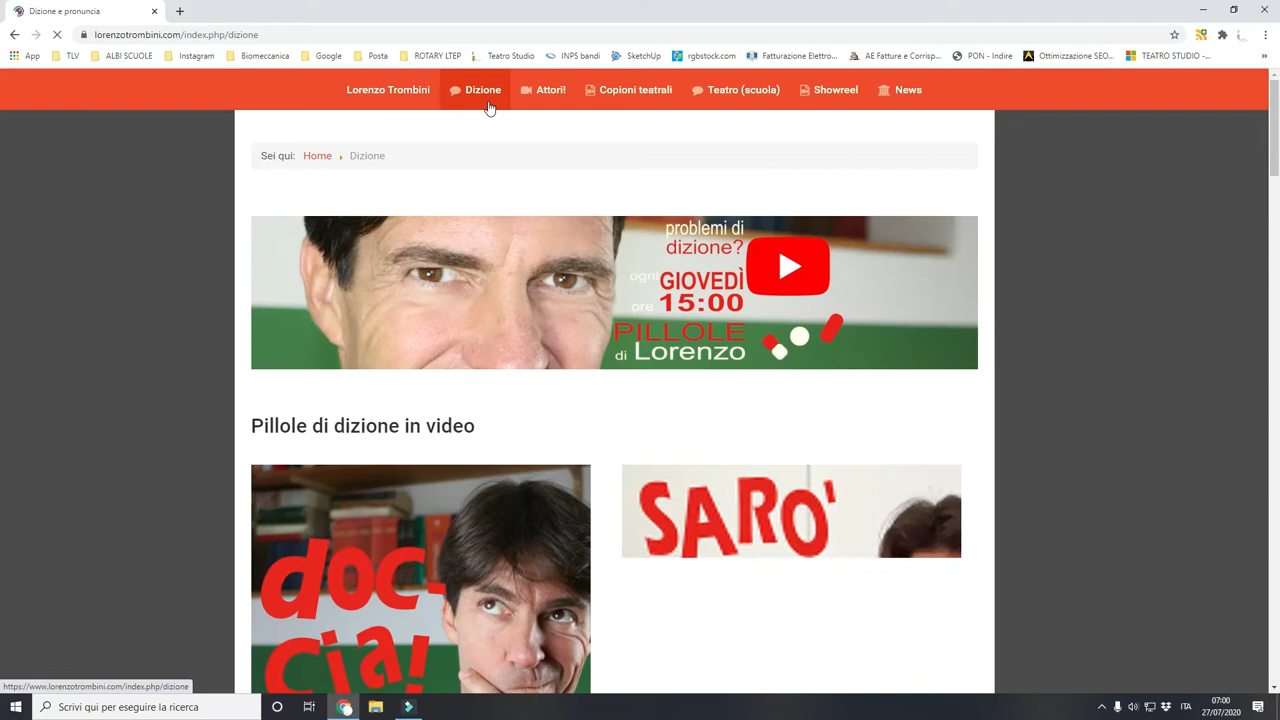 Dizione e pronuncia
lorenzotrombini.com/index.php/dizione
App TLV ALBI SCUOLE Instagram Biomeccanica Google Posta ROTARY LTEP Teatro Studio INPS bandi SketchUp rgbstock.com Fatturazione Elettro... AE Fatture e Corrisp... PON - Indire Ottimizzazione SEO... TEATRO STUDIO -...
Lorenzo Trombini Dizione Attori! Copioni teatrali Teatro (scuola) Showreel News
Sei qui: Home Dizione
problemi di
dizione?
ogni GIOVEDÌ
ore 15:00
PILLOLE
di Lorenzo
Pillole di dizione in video
doc-
cia!
SARO'
https://www.lorenzotrombini.com/index.php/dizione
Scrivi qui per eseguire la ricerca
ITA
07:00
27/07/2020